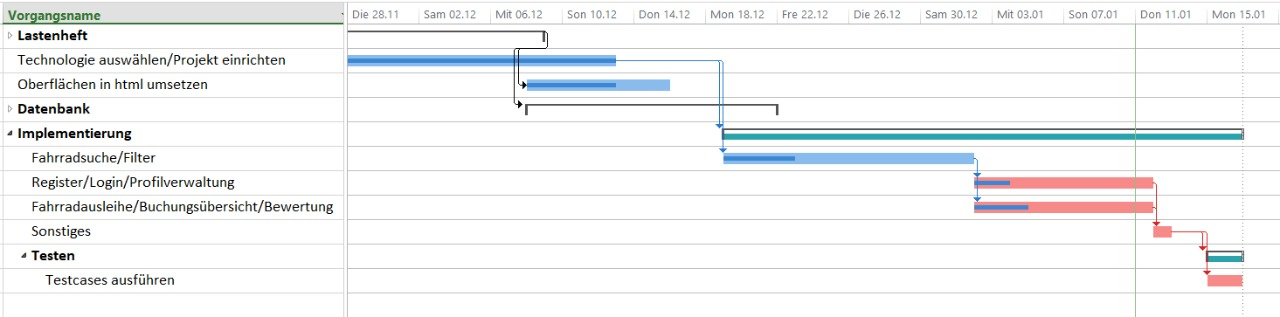 Vorgangsname
Die 28.11 Sam 02.12 Mit 06.12 Son 10.12 Don 14.12 Mon 18.12 Fre 22.12 Die 26.12 Sam 30.12 Mit 03.01 Son 07.01 Don 11.01 Mon 15.01
Lastenheft
Technologie auswählen/Projekt einrichten
Oberflächen in html umsetzen
Datenbank
Implementierung
Fahrradsuche/Filter
Register/Login/Profilverwaltung
Fahrradausleihe/Buchungsübersicht/Bewertung
Sonstiges
Testen
Testcases ausführen